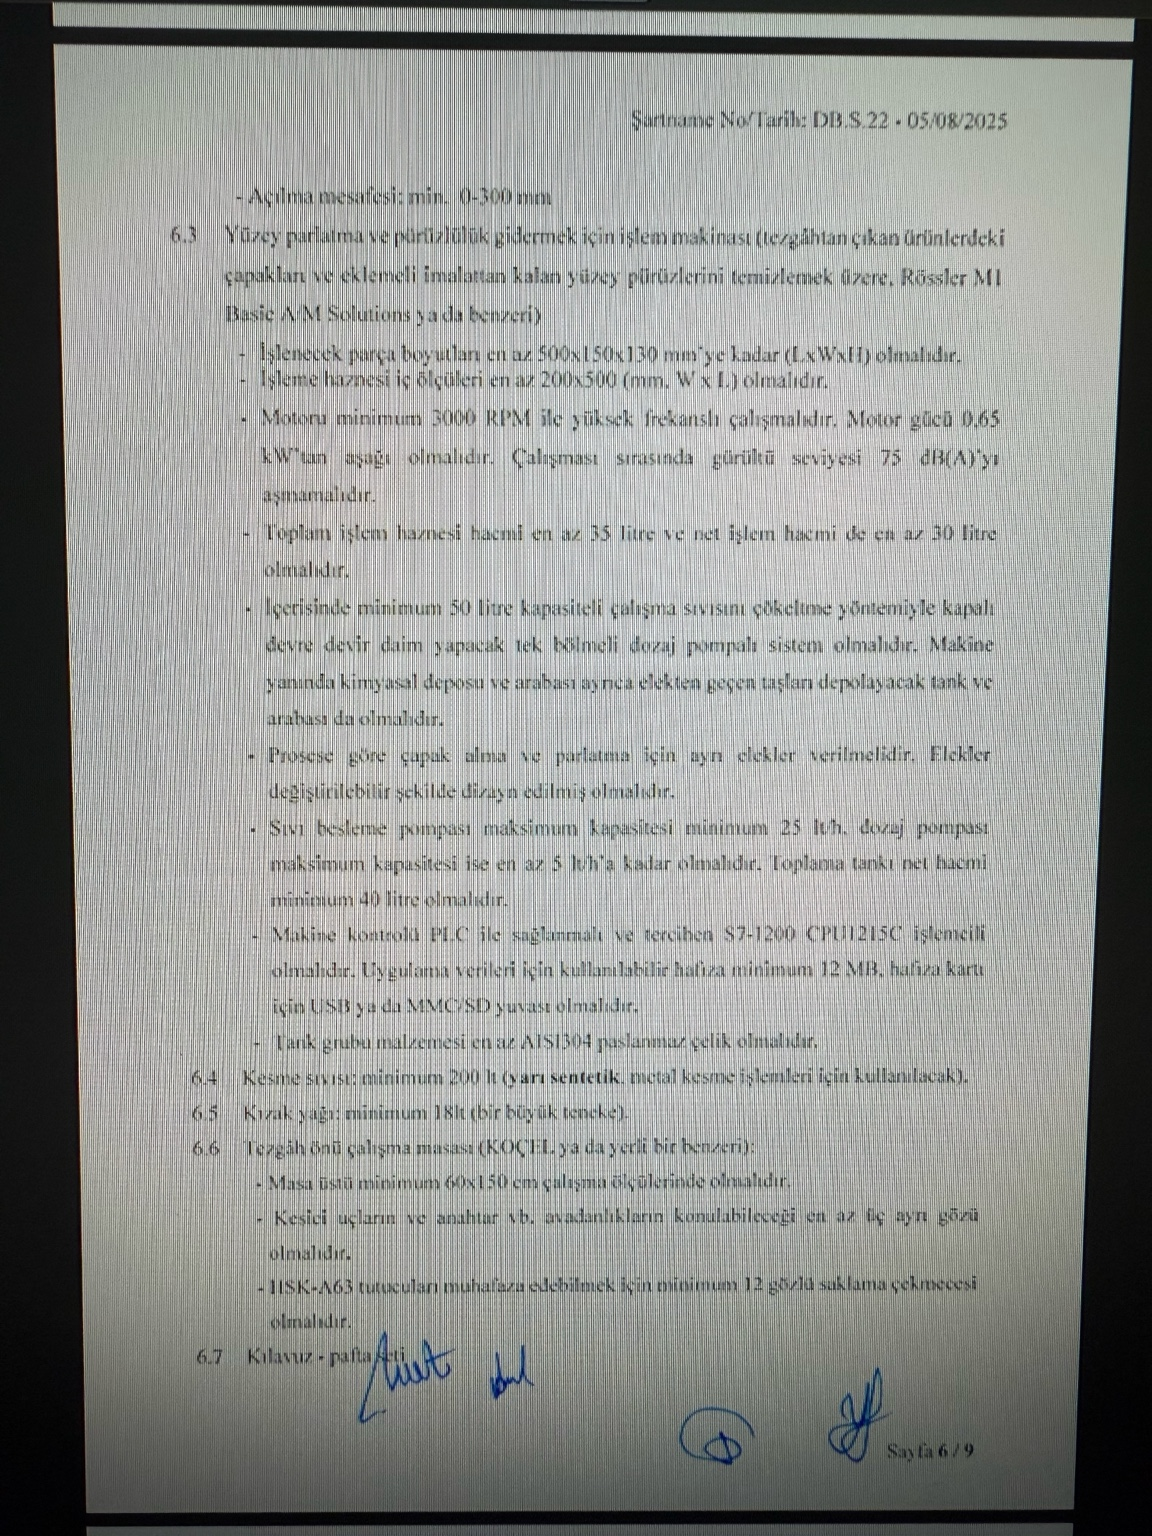 Şartname No/Tarih: DB.S.22 - 05/08/2025
- Açılma mesafesi: min. 0-300 mm
6.3 Yüzey parlatma ve pürüzlülük gidermek için işlem makinası (tezgâhtan çıkan ürünlerdeki
çapakları ve eklemeli imalattan kalan yüzey pürüzlerini temizlemek üzere, Rössler M1
Basic AM Solutions ya da benzeri)
- İşlenecek parça boyutları en az 500x150x130 mm'ye kadar (LxWxH) olmalıdır.
- İşleme haznesi iç ölçüleri en az 200x500 (mm, W x L) olmalıdır.
- Motoru minimum 3000 RPM ile yüksek frekanslı çalışmalıdır. Motor gücü 0,65
kW'tan aşağı olmalıdır. Çalışması sırasında gürültü seviyesi 75 dB(A)'yı
aşmamalıdır.
- Toplam işlem haznesi hacmi en az 35 litre ve net işlem hacmi de en az 30 litre
olmalıdır.
- İçerisinde minimum 50 litre kapasiteli çalışma sıvısını çökeltme yöntemiyle kapalı
devre devir daim yapacak tek bölmeli dozaj pompalı sistem olmalıdır. Makine
yanında kimyasal deposu ve arabası ayrıca elekten geçen taşları depolayacak tank ve
arabası da olmalıdır.
- Prosese göre çapak alma ve parlatma için ayrı elekler verilmelidir. Elekler
değiştirilebilir şekilde dizayn edilmiş olmalıdır.
- Sıvı besleme pompası maksimum kapasitesi minimum 25 lt/h, dozaj pompası
maksimum kapasitesi ise en az 5 lt/h'a kadar olmalıdır. Toplama tankı net hacmi
minimum 40 litre olmalıdır.
- Makine kontrolü PLC ile sağlanmalı ve tercihen S7-1200 CPU1215C işlemcili
olmalıdır. Uygulama verileri için kullanılabilir hafıza minimum 12 MB, hafıza kartı
için USB ya da MMC/SD yuvası olmalıdır.
- Tank grubu malzemesi en az AISI304 paslanmaz çelik olmalıdır.
6.4 Kesme sıvısı: minimum 200 lt (yarı sentetik, metal kesme işlemleri için kullanılacak).
6.5 Kızak yağı: minimum 18lt (bir büyük teneke).
6.6 Tezgâh önü çalışma masası (KOÇEL ya da yerli bir benzeri):
- Masa üstü minimum 60x150 cm çalışma ölçülerinde olmalıdır.
- Kesici uçların ve anahtar vb. avadanlıkların konulabileceği en az üç ayrı gözü
olmalıdır.
- HSK-A63 tutucuları muhafaza edebilmek için minimum 12 gözlü saklama çekmecesi
olmalıdır.
6.7 Kılavuz - pafta seti
Sayfa 6 / 9